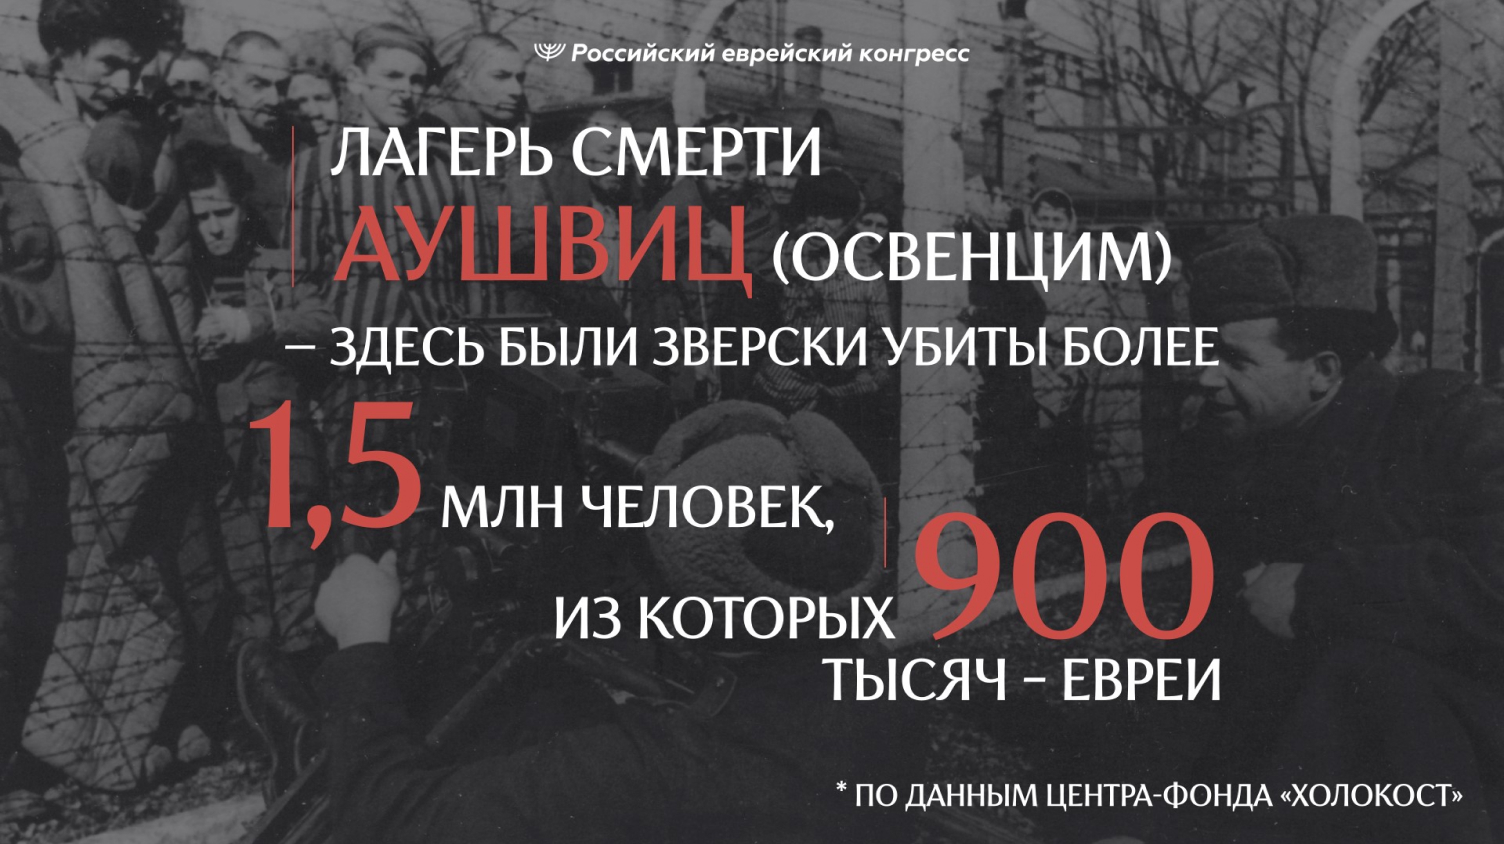 Российский еврейский конгресс
ЛАГЕРЬ СМЕРТИ
АУШВИЦ (ОСВЕНЦИМ)
– ЗДЕСЬ БЫЛИ ЗВЕРСКИ УБИТЫ БОЛЕЕ
1,5 МЛН ЧЕЛОВЕК,
ИЗ КОТОРЫХ 900
ТЫСЯЧ – ЕВРЕИ
* ПО ДАННЫМ ЦЕНТРА-ФОНДА «ХОЛОКОСТ»